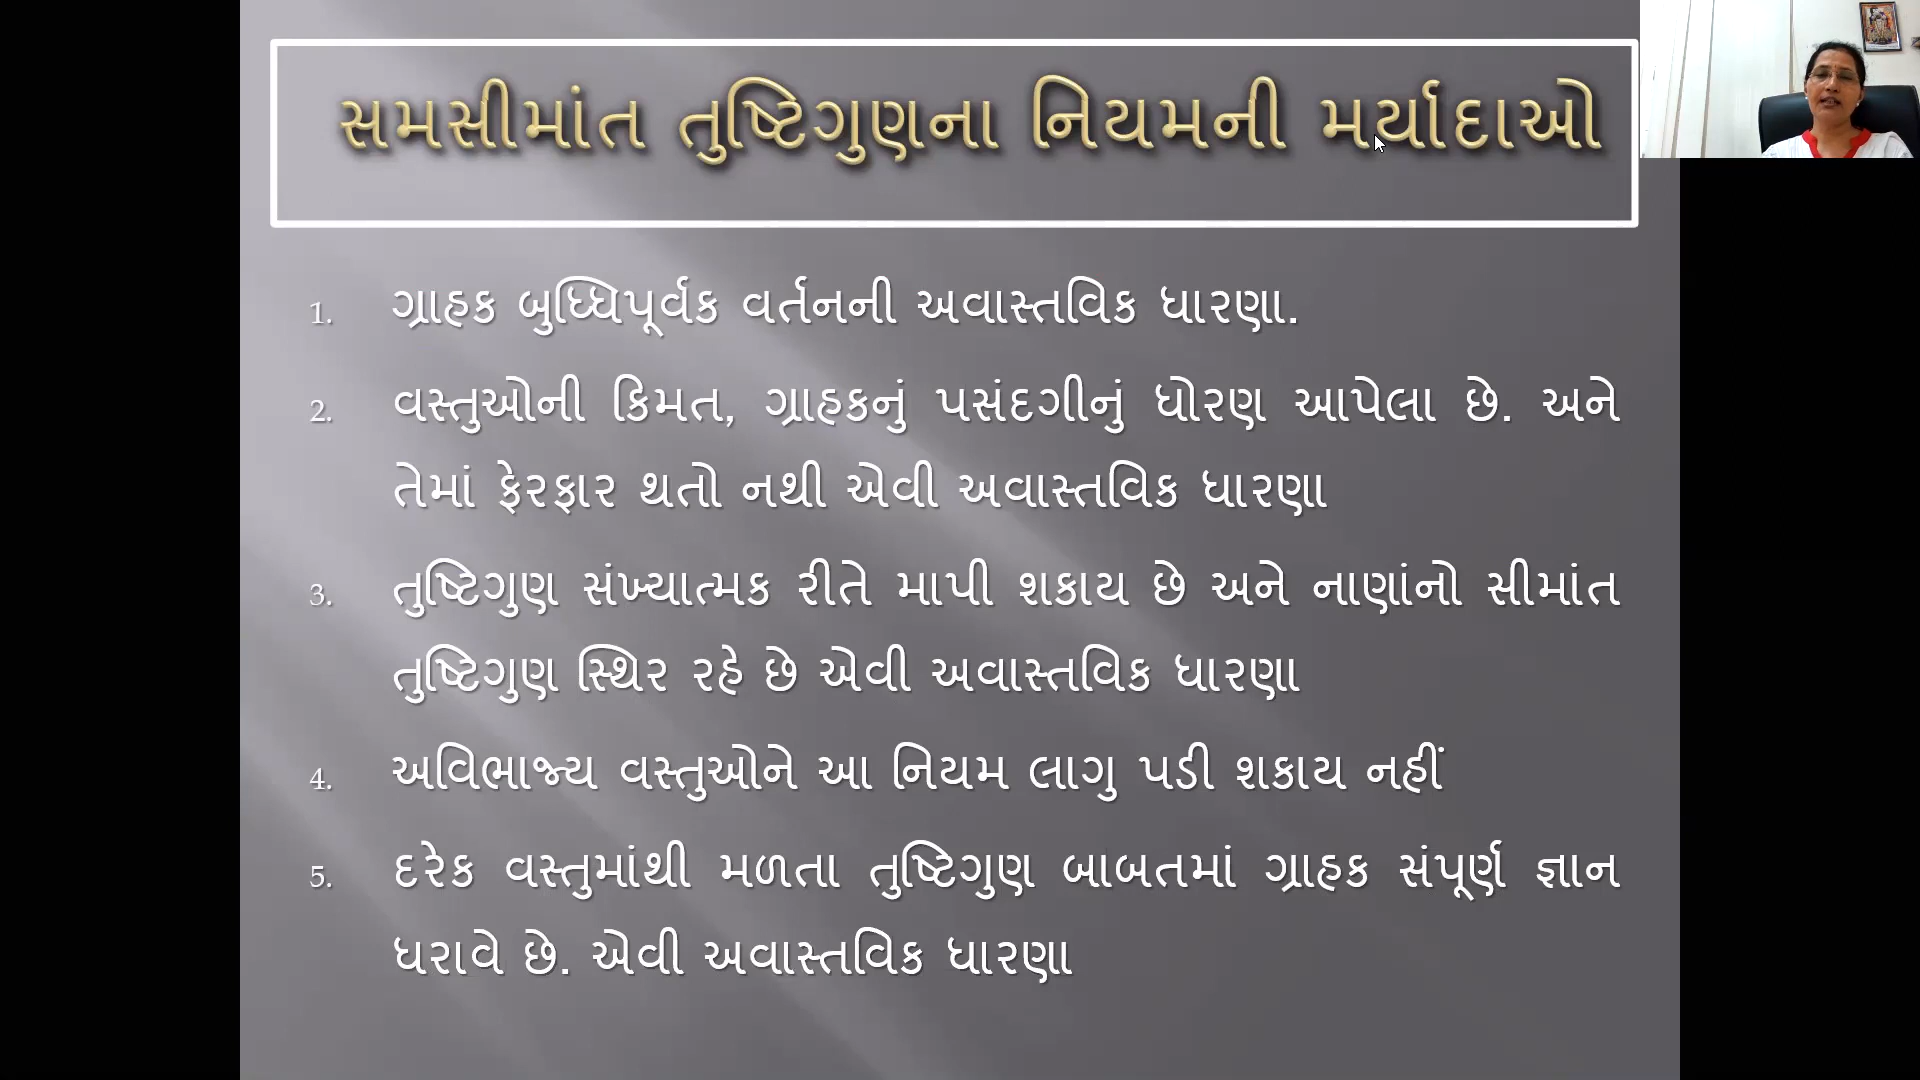 સમસીમાંત તુષ્ટિગુણના નિયમની મર્યાદાઓ
1. ગ્રાહક બુધ્ધિપૂર્વક વર્તનની અવાસ્તવિક ધારણા.
2. વસ્તુઓની કિમત, ગ્રાહકનું પસંદગીનું ધોરણ આપેલા છે. અને
તેમાં ફેરફાર થતો નથી એવી અવાસ્તવિક ધારણા
3. તુષ્ટિગુણ સંખ્યાત્મક રીતે માપી શકાય છે અને નાણાંનો સીમાંત
તુષ્ટિગુણ સ્થિર રહે છે એવી અવાસ્તવિક ધારણા
4. અવિભાજ્ય વસ્તુઓને આ નિયમ લાગુ પડી શકાય નહીં
5. દરેક વસ્તુમાંથી મળતા તુષ્ટિગુણ બાબતમાં ગ્રાહક સંપૂર્ણ જ્ઞાન
ધરાવે છે. એવી અવાસ્તવિક ધારણા